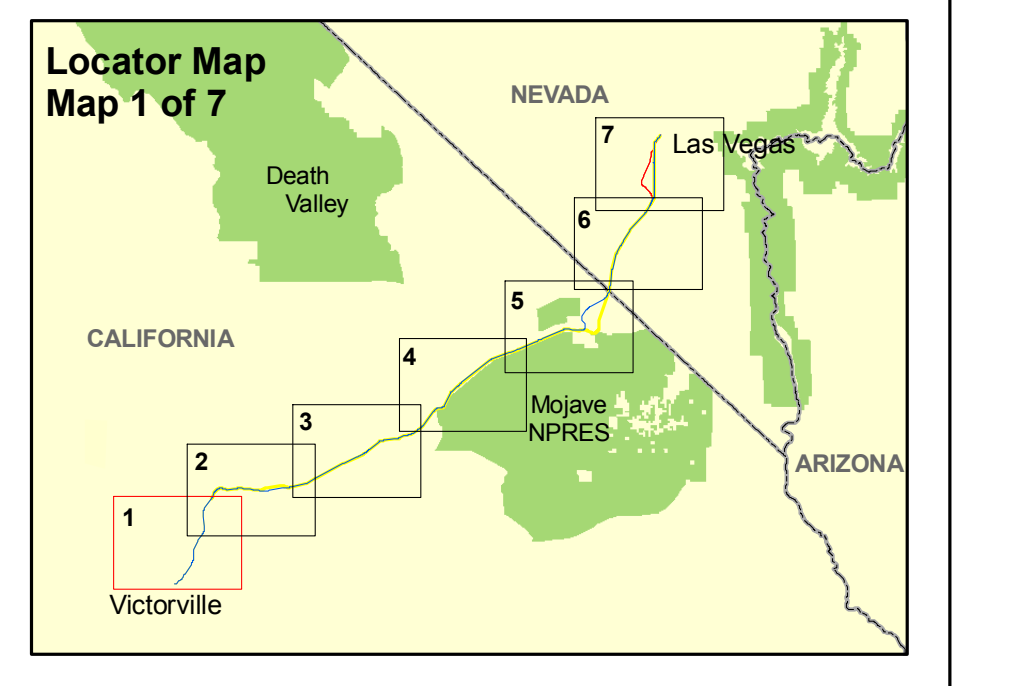 Locator Map
Map 1 of 7
NEVADA
7
Las Vegas
Death
Valley
6
5
CALIFORNIA
4
Mojave
NPRES
3
2
ARIZONA
1
Victorville